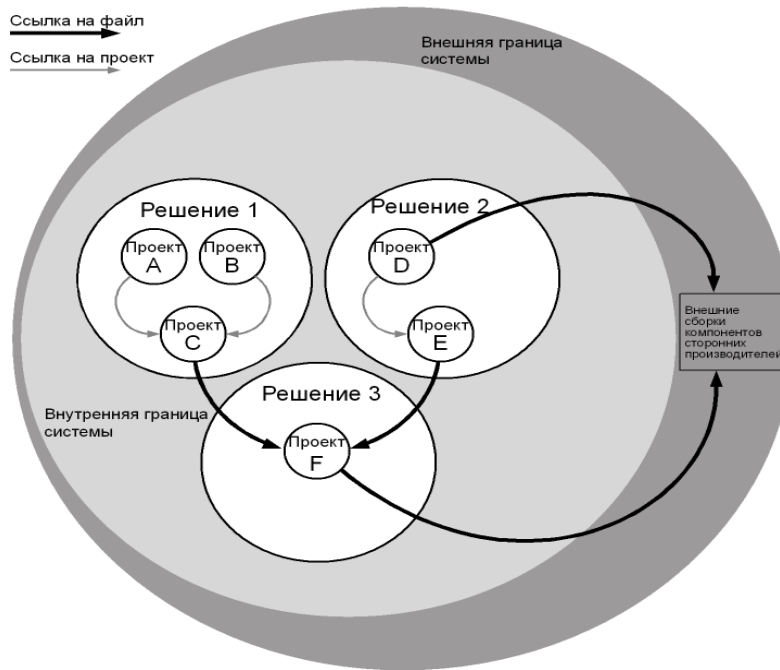 Ссылка на файл
Ссылка на проект
Внешняя граница
системы
Решение 1
Проект
A
Проект
B
Проект
C
Решение 2
Проект
D
Проект
E
Внешние
сборки
компонентов
сторонних
производителей
Внутренняя граница
системы
Решение 3
Проект
F